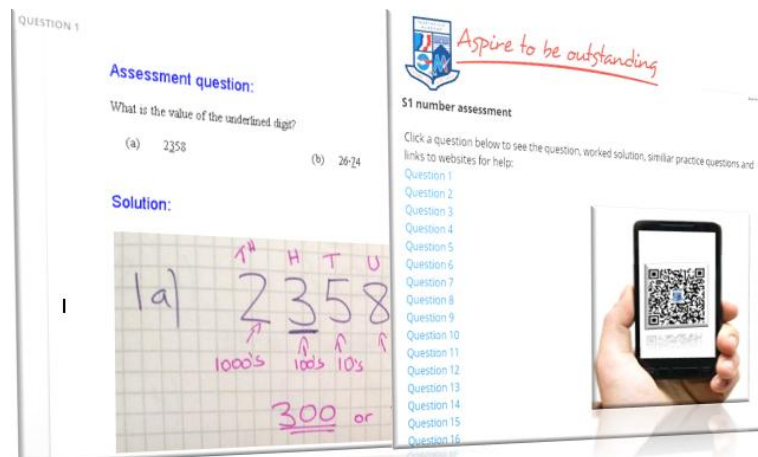 QUESTION 1
Assessment question:
What is the value of the underlined digit?
(a) 2358
(b) 26·74
Solution:
TH H T U
1a) 2358
1000's 100's 10's
300 or
Aspire to be outstanding
S1 number assessment
Click a question below to see the question, worked solution, similiar practice questions and
links to websites for help:
Question 1
Question 2
Question 3
Question 4
Question 5
Question 6
Question 7
Question 8
Question 9
Question 10
Question 11
Question 12
Question 13
Question 14
Question 15
Question 16